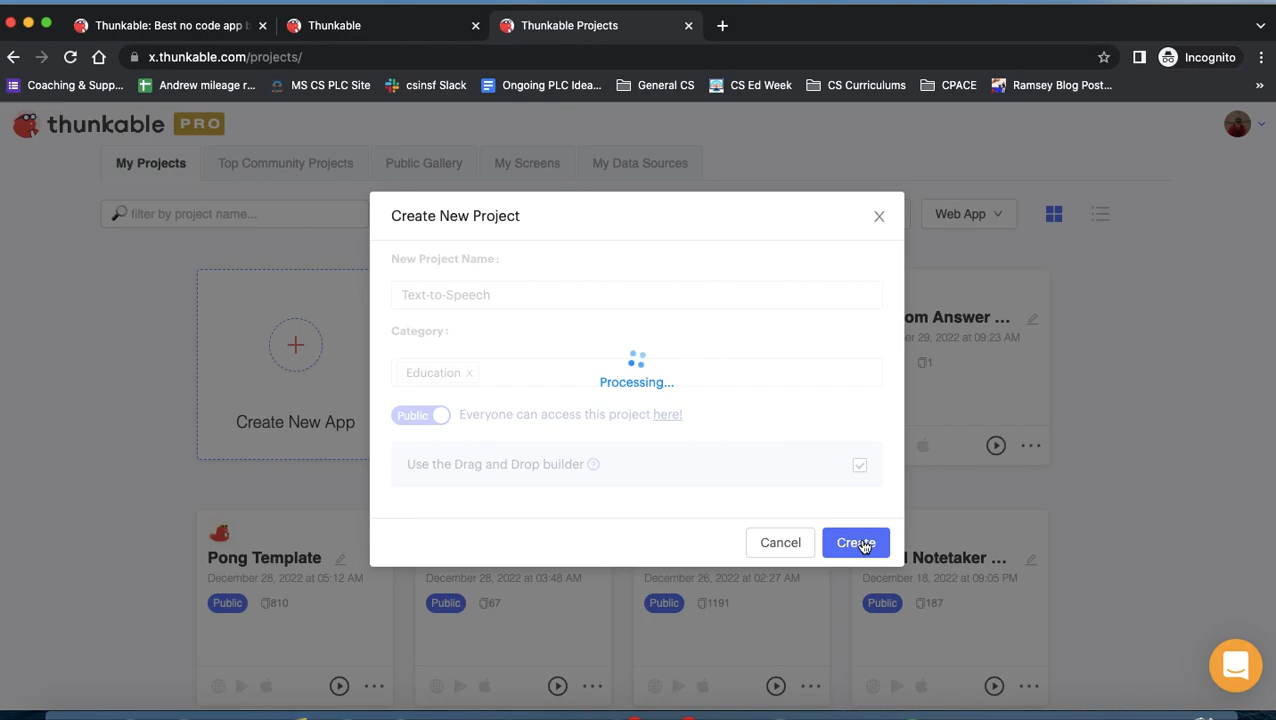 Thunkable: Best no code app b
Thunkable
Thunkable Projects
x.thunkable.com/projects/
Incognito
Coaching & Supp...
Andrew mileage r...
MS CS PLC Site
csinsf Slack
Ongoing PLC Idea...
General CS
CS Ed Week
CS Curriculums
CPACE
Ramsey Blog Post...
»
thunkable PRO
My Projects
Top Community Projects
Public Gallery
My Screens
My Data Sources
filter by project name...
Web App
Create New Project
New Project Name:
Text-to-Speech
Category:
Education x
Processing...
Public Everyone can access this project here!
Use the Drag and Drop builder
Cancel
Create
Create New App
om Answer ...
er 29, 2022 at 09:23 AM
1
Pong Template
December 28, 2022 at 05:12 AM
Public 810
December 28, 2022 at 03:48 AM
Public 67
December 26, 2022 at 02:27 AM
Public 1191
Notetaker ...
December 18, 2022 at 09:05 PM
Public 187